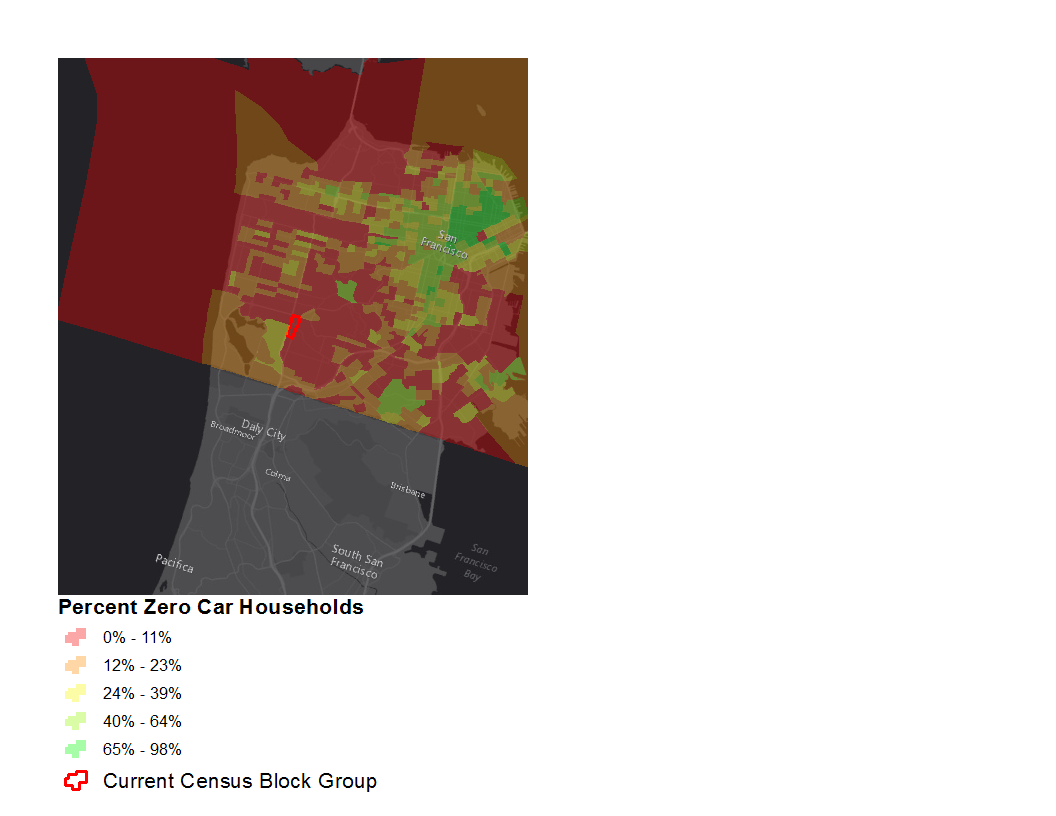 San
Francisco
Daly City
Broadmoor
Colma
Brisbane
South San
Francisco
San
Francisco
Bay
Pacifica
Percent Zero Car Households
0% - 11%
12% - 23%
24% - 39%
40% - 64%
65% - 98%
Current Census Block Group